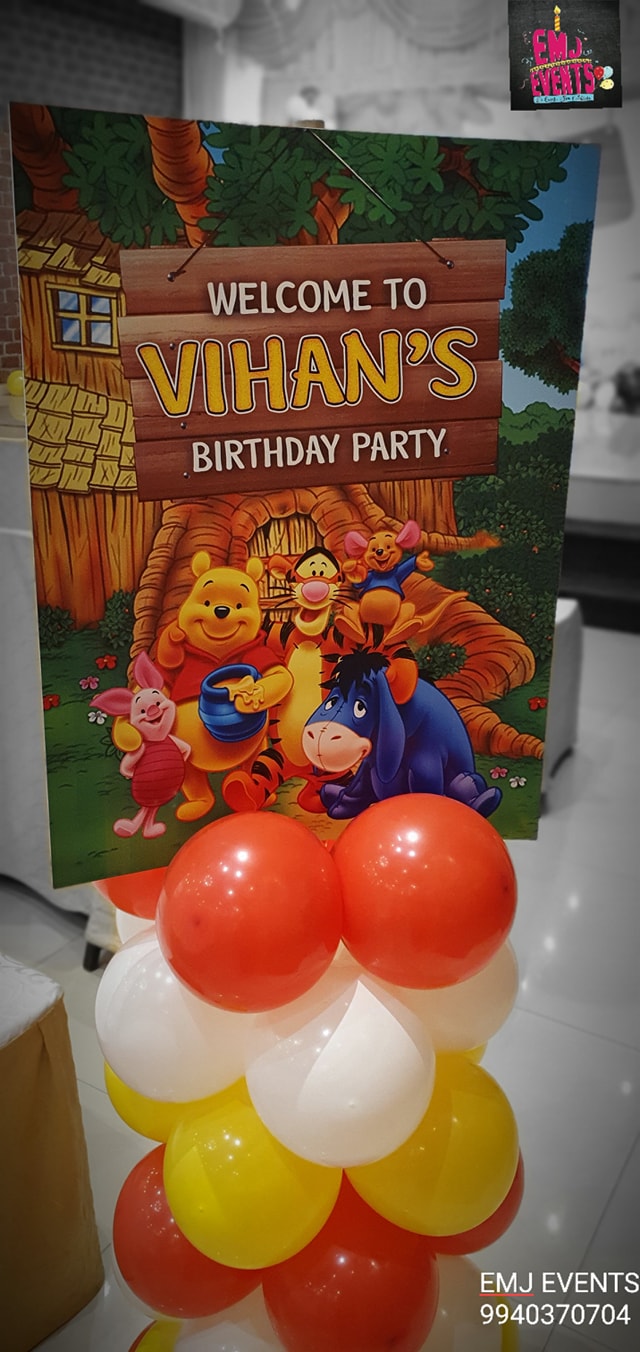 EMJ
EVENTS
WELCOME TO
VIHAN'S
BIRTHDAY PARTY
EMJ EVENTS
9940370704